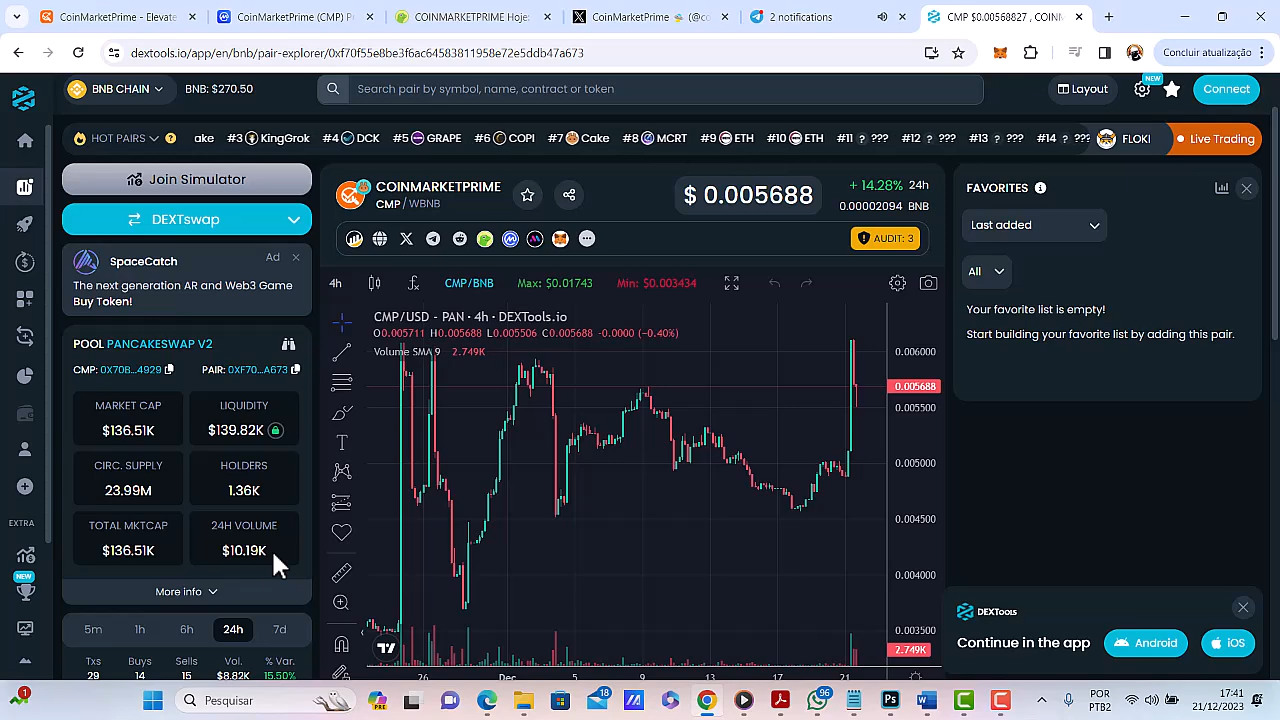 CoinMarketPrime - Elevate
CoinMarketPrime (CMP) P
COINMARKETPRIME Hoje
CoinMarketPrime
(@
2 notifications
CMP $0.00568827 , COIN
dextools.io/app/en/bnb/pair-explorer/0xf70f55e8be3f6ac64583811958e72e5ddb47a673
Concluir atualização
BNB CHAIN
BNB: $270.50
Search pair by symbol, name, contract or token
Layout
NEW
Connect
HOT PAIRS
ake
#3 KingGrok
#4 DCK
#5 GRAPE
#6 COPI
#7 Cake
#8 MCRT
#9 ETH
#10 ETH
#11 ? ???
#12 ? ???
#13 ? ???
#14 ? ???
FLOKI
Live Trading
Join Simulator
DEXTswap
SpaceCatch
Ad
The next generation AR and Web3 Game
Buy Token!
POOL PANCAKESWAP V2
CMP: 0X70B...4929
PAIR: 0XF70...A673
MARKET CAP
$136.51K
LIQUIDITY
$139.82K
CIRC. SUPPLY
23.99M
HOLDERS
1.36K
TOTAL MKTCAP
$136.51K
24H VOLUME
$10.19K
More info
5m
1h
6h
24h
7d
Txs
Buys
Sells
Vol.
% Var.
29
14
15
$8.82K
15.50%
EXTRA
NEW
COINMARKETPRIME
CMP / WBNB
$ 0.005688
+ 14.28% 24h
0.00002094 BNB
AUDIT: 3
4h
CMP/BNB
Max: $0.01743
Min: $0.003434
CMP/USD - PAN · 4h · DEXTools.io
O0.005711 H0.005688 L0.005506 C0.005688 -0.0000 (-0.40%)
Volume SMA 9 2.749K
0.006000
0.005688
0.005500
0.005000
0.004500
0.004000
0.003500
2.749K
26
Dec
5
9
13
17
21
FAVORITES
Last added
All
Your favorite list is empty!
Start building your favorite list by adding this pair.
DEXTools
Continue in the app
Android
iOS
1
Pesquisar
18
96
POR
PTB2
17:41
21/12/2023